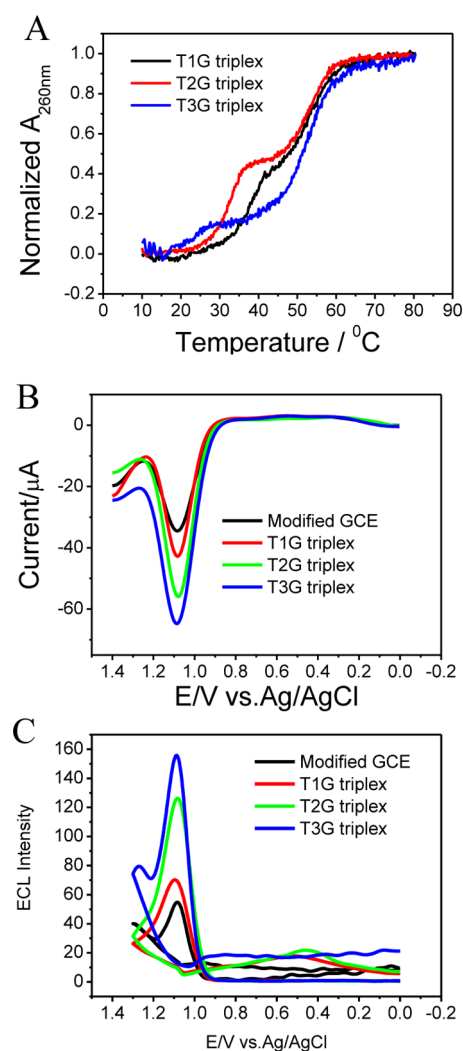 A
T1G triplex
T2G triplex
T3G triplex
Normalized A260nm
1.0
0.8
0.6
0.4
0.2
0.0
-0.2
0 10 20 30 40 50 60 70 80 90
Temperature / 0C
B
0
-20
-40
-60
Current/μA
Modified GCE
T1G triplex
T2G triplex
T3G triplex
1.4 1.2 1.0 0.8 0.6 0.4 0.2 0.0 -0.2
E/V vs.Ag/AgCl
C
160
140
120
100
80
60
40
20
0
ECL Intensity
Modified GCE
T1G triplex
T2G triplex
T3G triplex
1.4 1.2 1.0 0.8 0.6 0.4 0.2 0.0 -0.2
E/V vs.Ag/AgCl